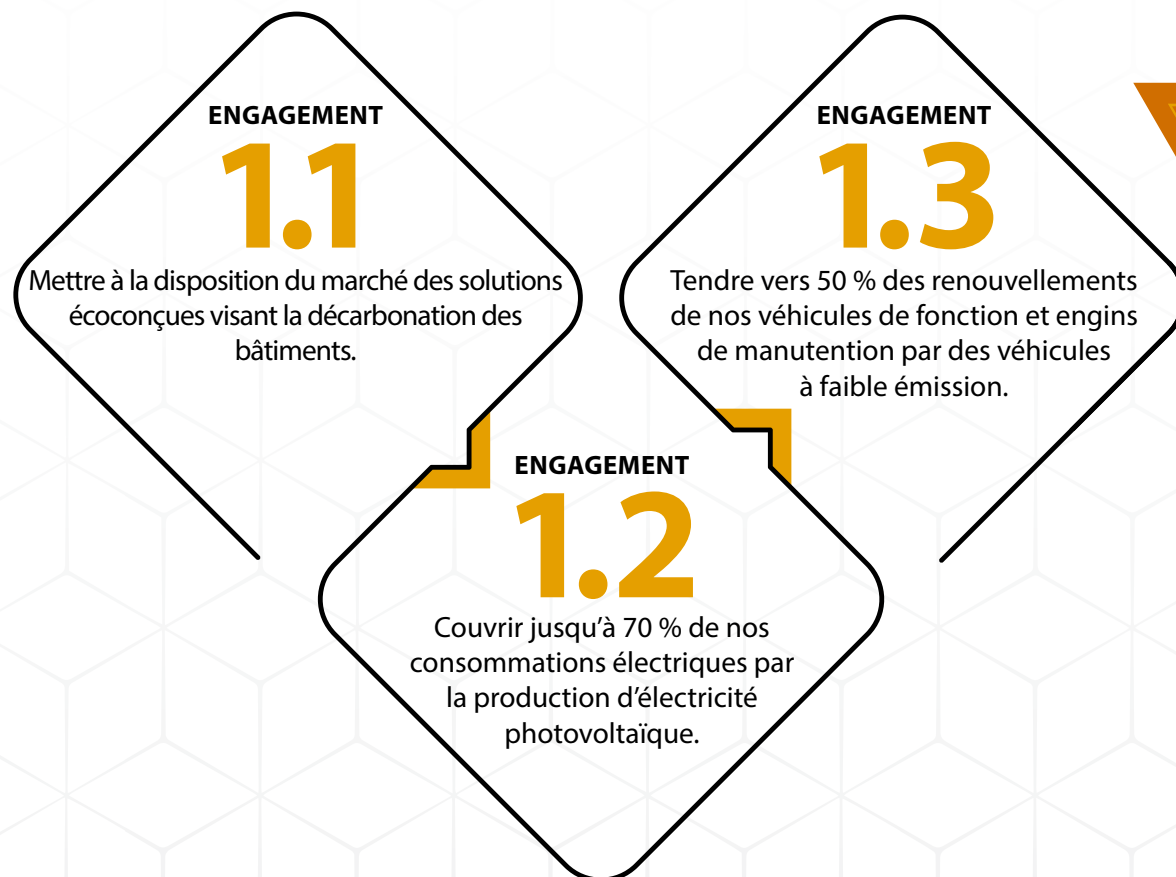 ENGAGEMENT
1.1
Mettre à la disposition du marché des solutions
écoconçues visant la décarbonation des
bâtiments.
ENGAGEMENT
1.2
Couvrir jusqu’à 70 % de nos
consommations électriques par
la production d’électricité
photovoltaïque.
ENGAGEMENT
1.3
Tendre vers 50 % des renouvellements
de nos véhicules de fonction et engins
de manutention par des véhicules
à faible émission.